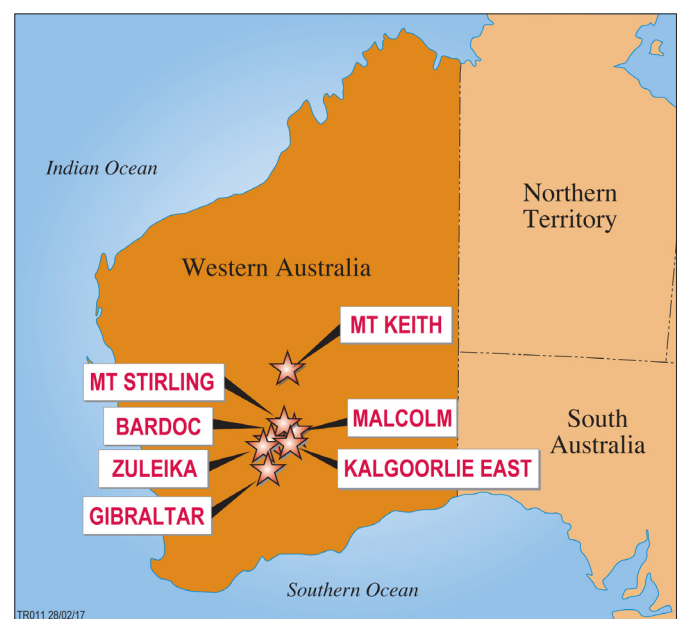 Indian Ocean
Northern
Territory
Western Australia
MT KEITH
MT STIRLING
BARDOC
MALCOLM
South
Australia
ZULEIKA
KALGOORLIE EAST
GIBRALTAR
Southern Ocean
TR011 28/02/17